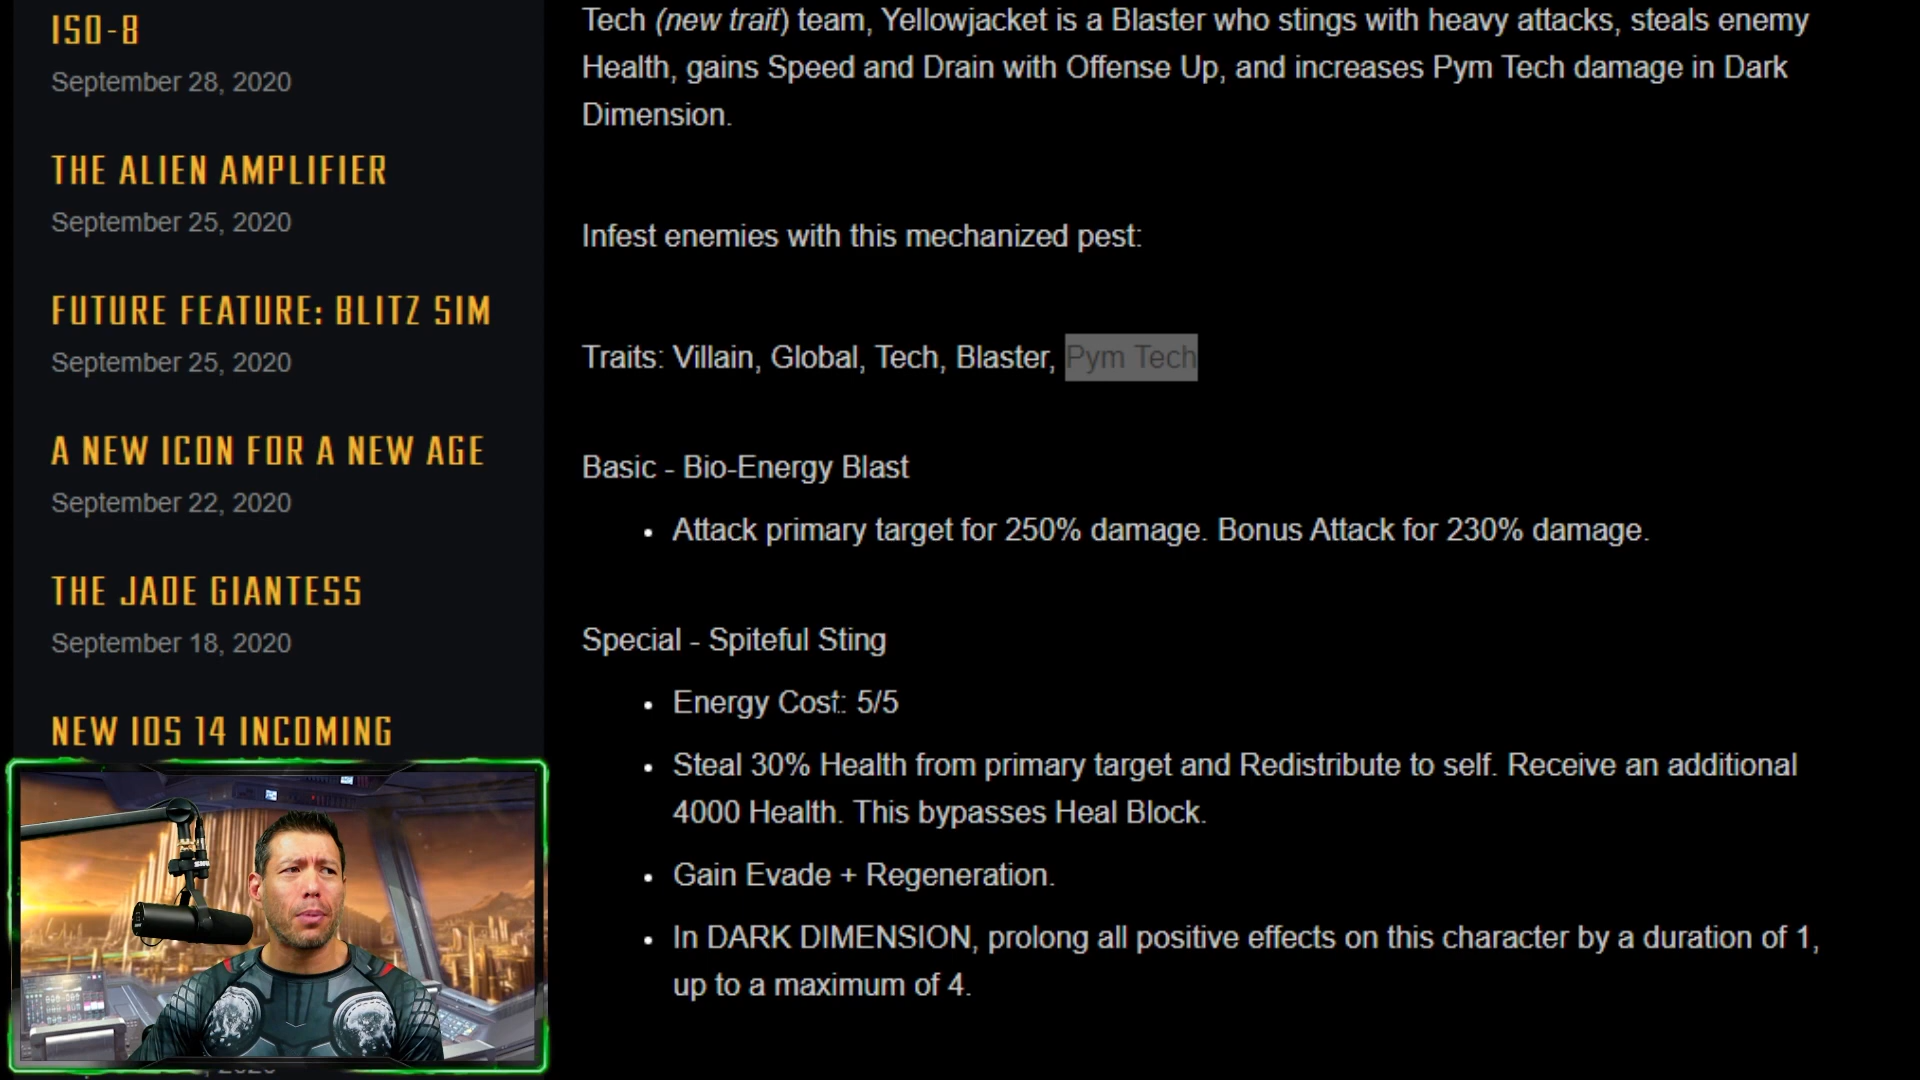 ISO-8
September 28, 2020
THE ALIEN AMPLIFIER
September 25, 2020
FUTURE FEATURE: BLITZ SIM
September 25, 2020
A NEW ICON FOR A NEW AGE
September 22, 2020
THE JADE GIANTESS
September 18, 2020
NEW IOS 14 INCOMING
Tech (new trait) team, Yellowjacket is a Blaster who stings with heavy attacks, steals enemy
Health, gains Speed and Drain with Offense Up, and increases Pym Tech damage in Dark
Dimension.
Infest enemies with this mechanized pest:
Traits: Villain, Global, Tech, Blaster, Pym Tech
Basic - Bio-Energy Blast
• Attack primary target for 250% damage. Bonus Attack for 230% damage.
Special - Spiteful Sting
• Energy Cost: 5/5
• Steal 30% Health from primary target and Redistribute to self. Receive an additional
4000 Health. This bypasses Heal Block.
• Gain Evade + Regeneration.
• In DARK DIMENSION, prolong all positive effects on this character by a duration of 1,
up to a maximum of 4.